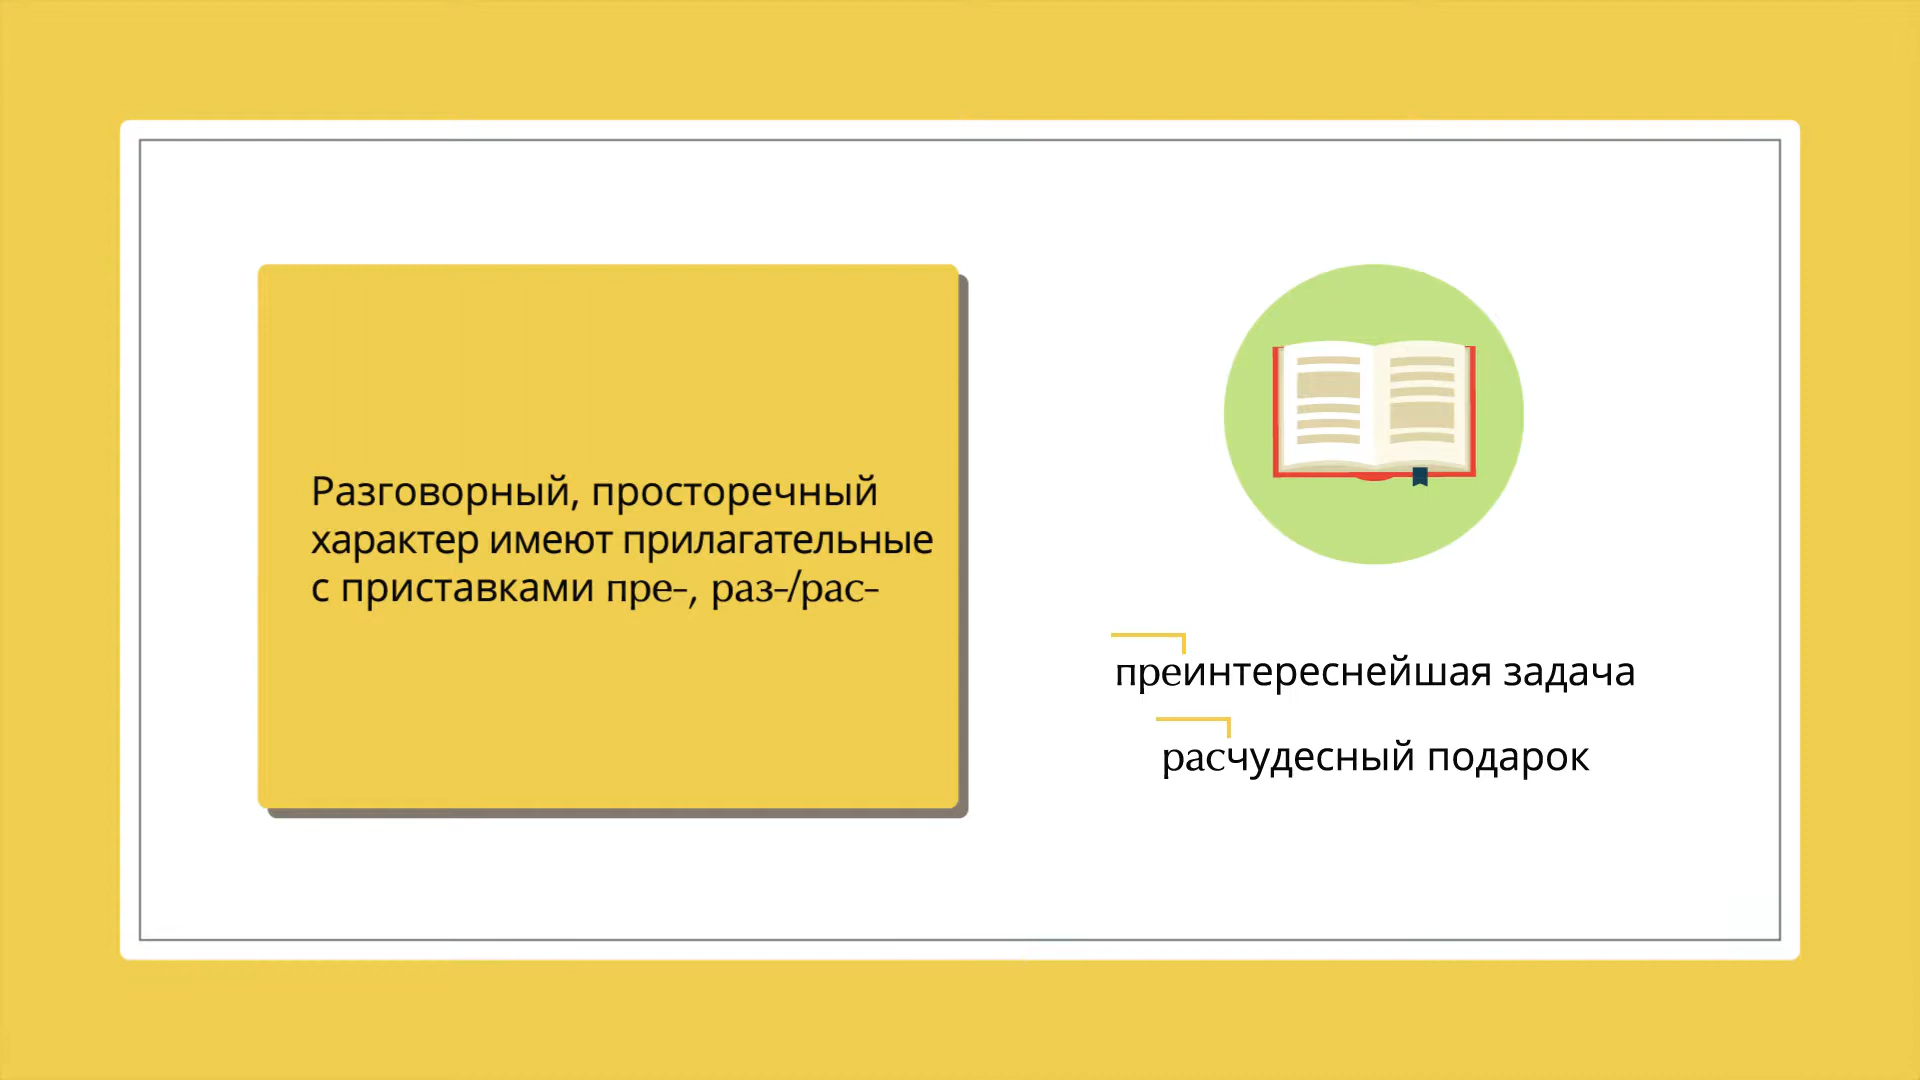 Разговорный, просторечный
характер имеют прилагательные
с приставками пре-, раз-/рас-
преинтереснейшая задача
расчудесный подарок